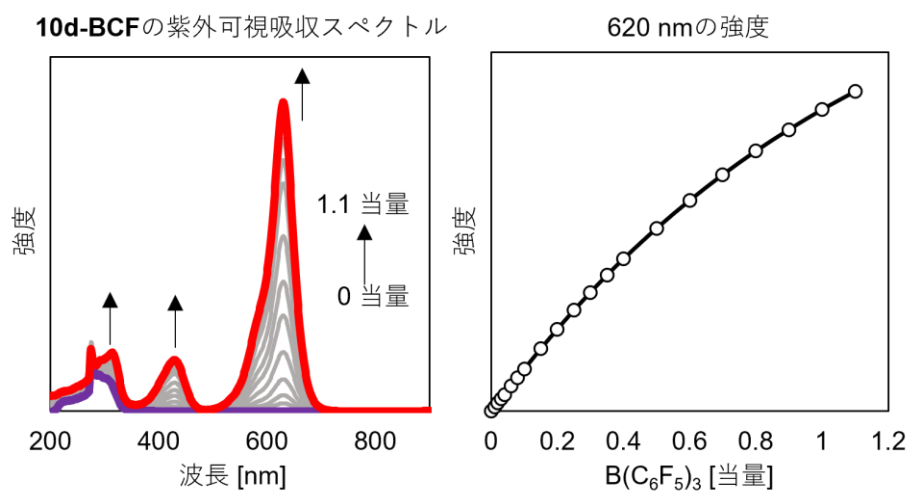 10d-BCFの紫外可視吸収スペクトル
強度
1.1 当量
0 当量
200 400 600 800
波長 [nm]
620 nmの強度
強度
0 0.2 0.4 0.6 0.8 1 1.2
B(C₆F₅)₃ [当量]